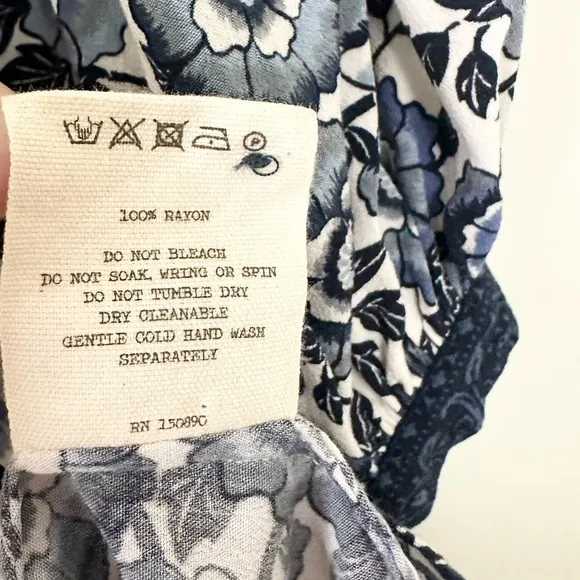 P
100% RAYON
DO NOT BLEACH
DO NOT SOAK, WRING OR SPIN
DO NOT TUMBLE DRY
DRY CLEANABLE
GENTLE COLD HAND WASH
SEPARATELY
RN 150890